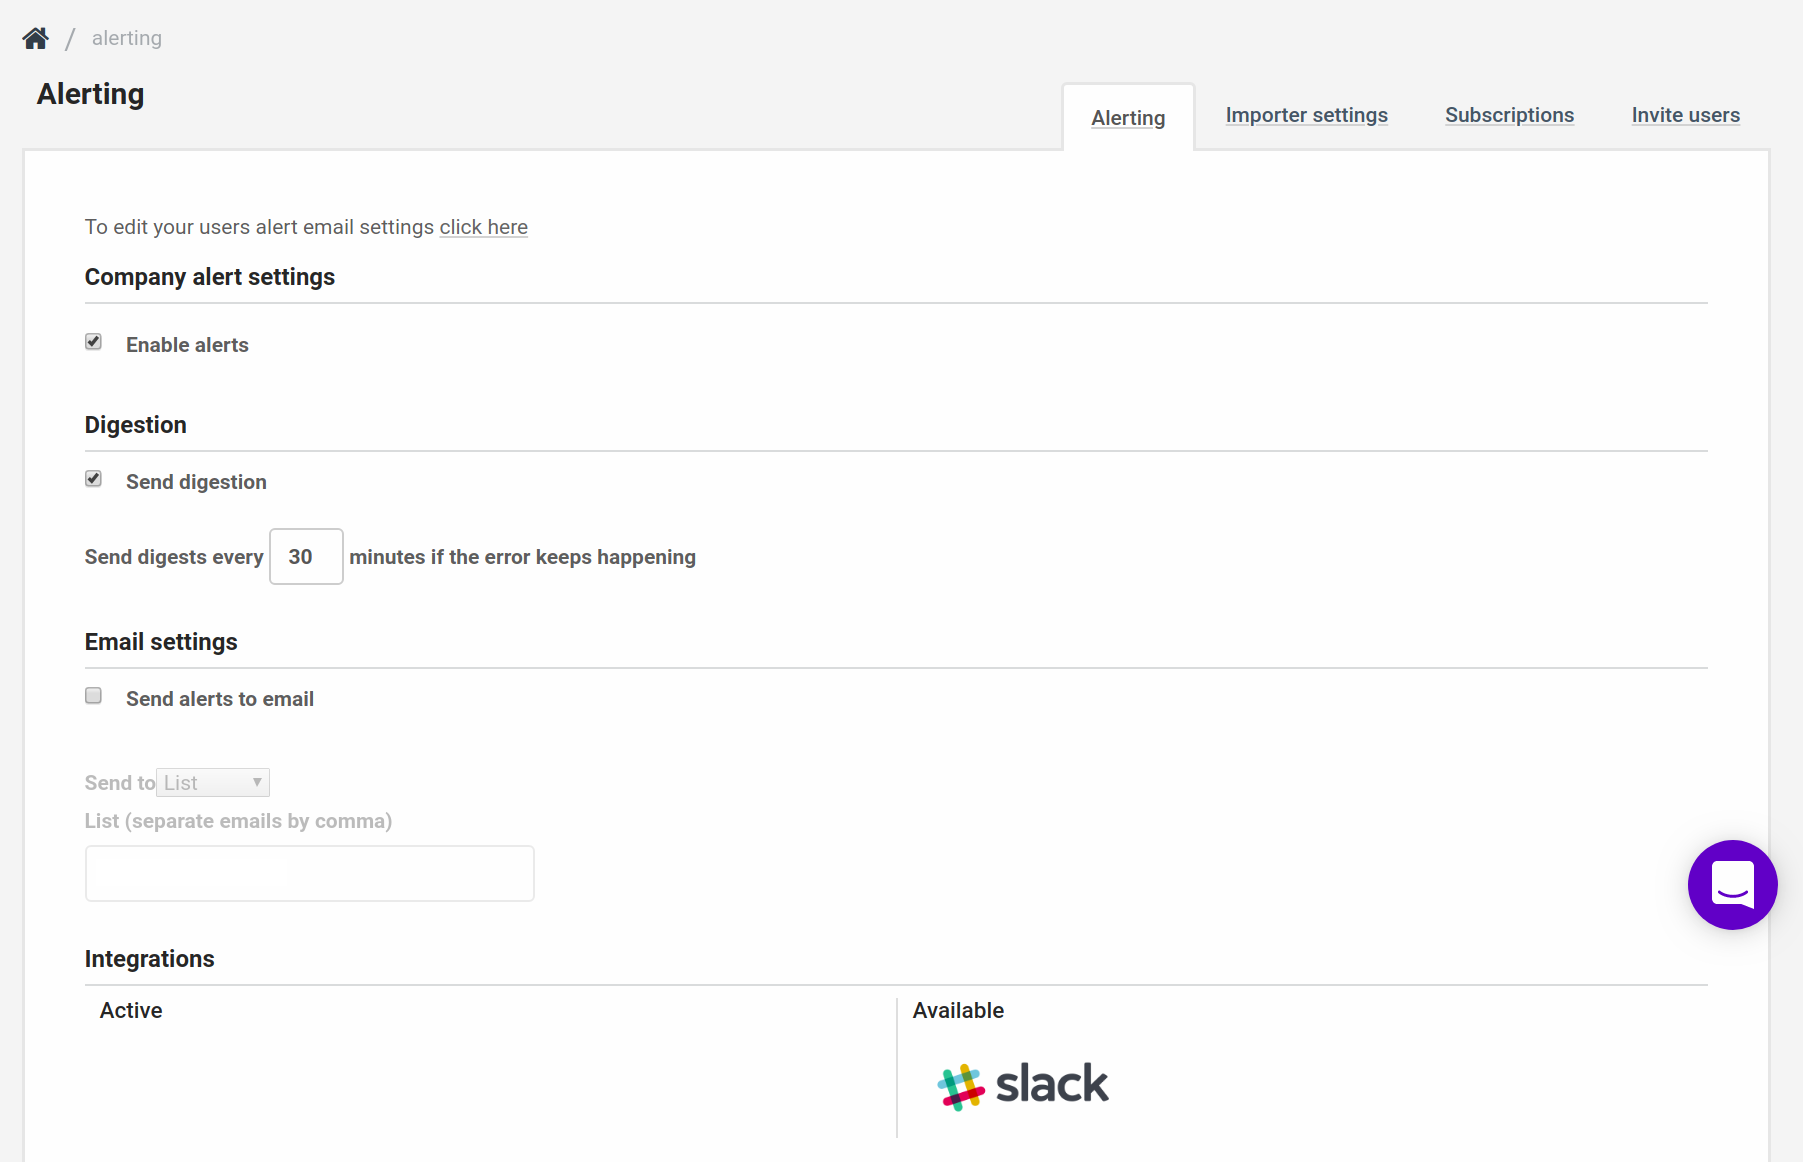 / alerting
Alerting
Alerting Importer settings Subscriptions Invite users
To edit your users alert email settings click here
Company alert settings
Enable alerts
Digestion
Send digestion
Send digests every 30 minutes if the error keeps happening
Email settings
Send alerts to email
Send to List
List (separate emails by comma)
Integrations
Active
Available
slack